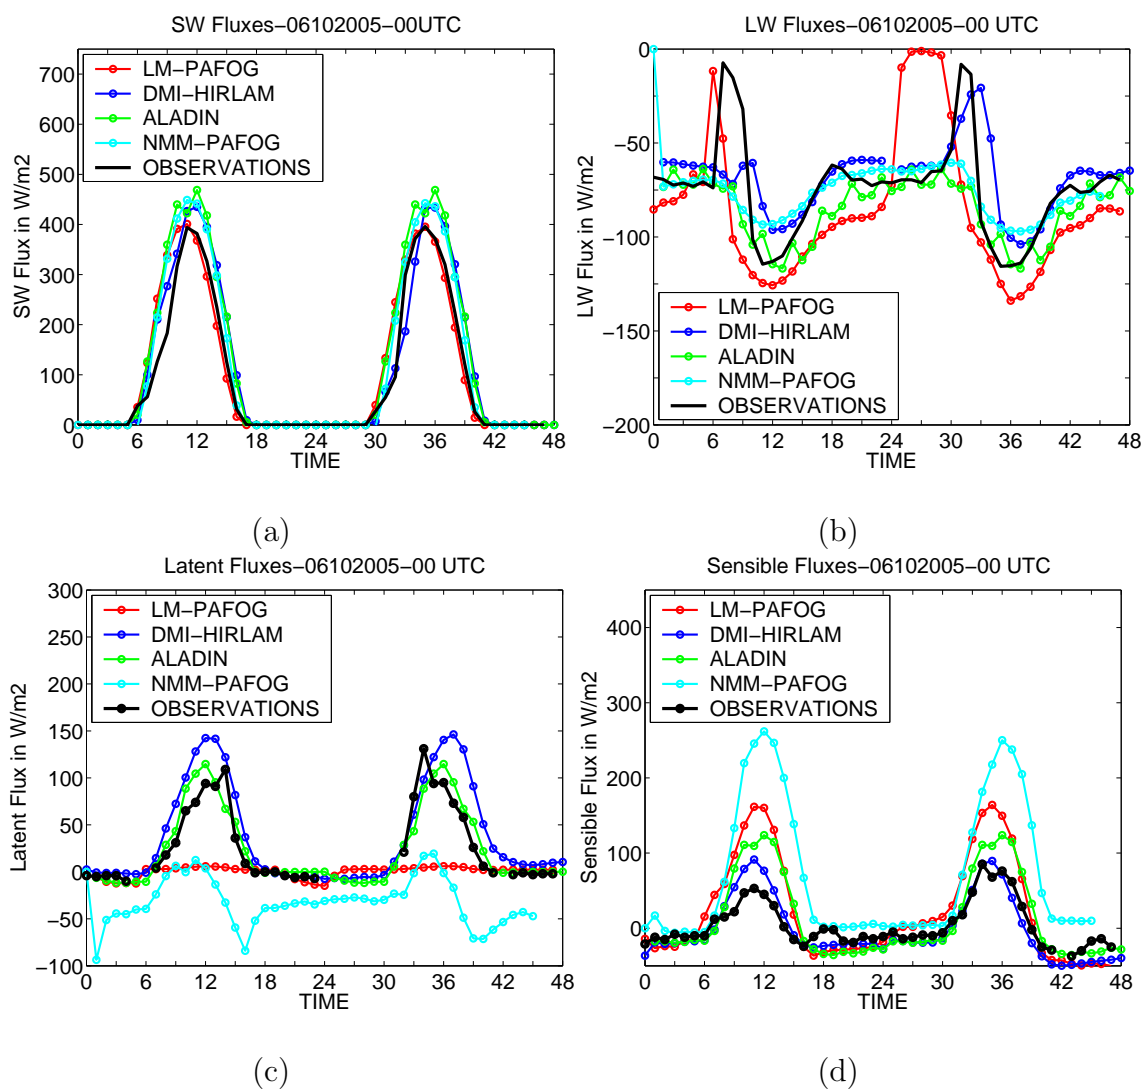 SW Fluxes−06102005−00UTC
750
700
600
500
400
300
200
100
0
SW Flux in W/m2
LM−PAFOG
DMI−HIRLAM
ALADIN
NMM−PAFOG
OBSERVATIONS
0 6 12 18 24 30 36 42 48
TIME
(a)
LW Fluxes−06102005−00 UTC
0
−50
−100
−150
−200
LW Flux in W/m2
LM−PAFOG
DMI−HIRLAM
ALADIN
NMM−PAFOG
OBSERVATIONS
0 6 12 18 24 30 36 42 48
TIME
(b)
Latent Fluxes−06102005−00 UTC
300
250
200
150
100
50
0
−50
−100
Latent Flux in W/m2
LM−PAFOG
DMI−HIRLAM
ALADIN
NMM−PAFOG
OBSERVATIONS
0 6 12 18 24 30 36 42 48
TIME
(c)
Sensible Fluxes−06102005−00 UTC
400
300
200
100
0
Sensible Flux in W/m2
LM−PAFOG
DMI−HIRLAM
ALADIN
NMM−PAFOG
OBSERVATIONS
0 6 12 18 24 30 36 42 48
TIME
(d)